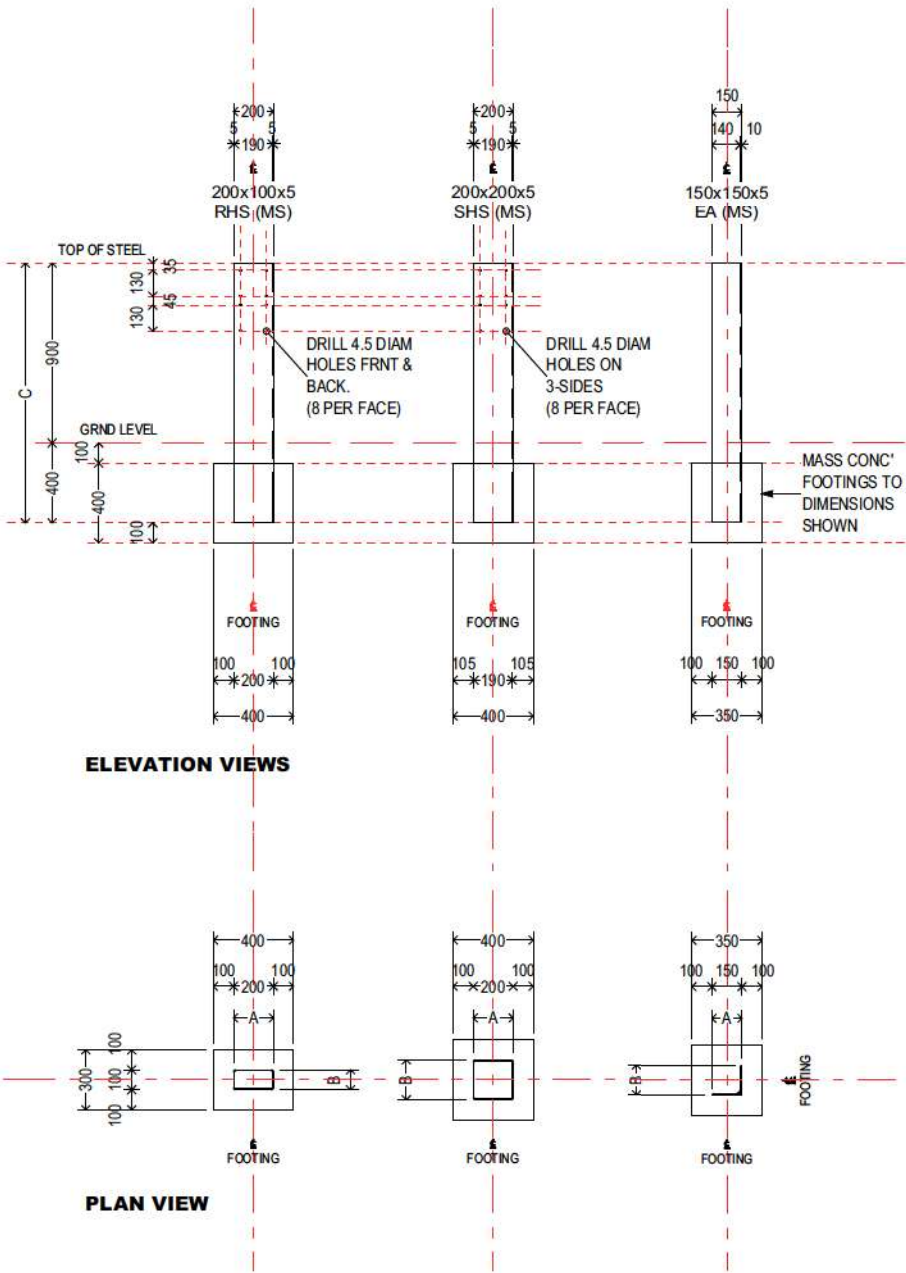 200
5 5
190
℄
200x100x5
RHS (MS)
200
5 5
190
℄
200x200x5
SHS (MS)
150
140 10
℄
150x150x5
EA (MS)
TOP OF STEEL
35
130
45
130
900
C
DRILL 4.5 DIAM
HOLES FRNT &
BACK.
(8 PER FACE)
DRILL 4.5 DIAM
HOLES ON
3-SIDES
(8 PER FACE)
GRND LEVEL
100
400
400
100
MASS CONC'
FOOTINGS TO
DIMENSIONS
SHOWN
℄
FOOTING
℄
FOOTING
℄
FOOTING
100 200 100
400
105 190 105
400
100 150 100
350
ELEVATION VIEWS
400
100 200 100
A
400
100 200 100
A
350
100 150 100
A
100
300
100
100
B
B
B
℄
FOOTING
℄
FOOTING
℄
FOOTING
℄
FOOTING
PLAN VIEW